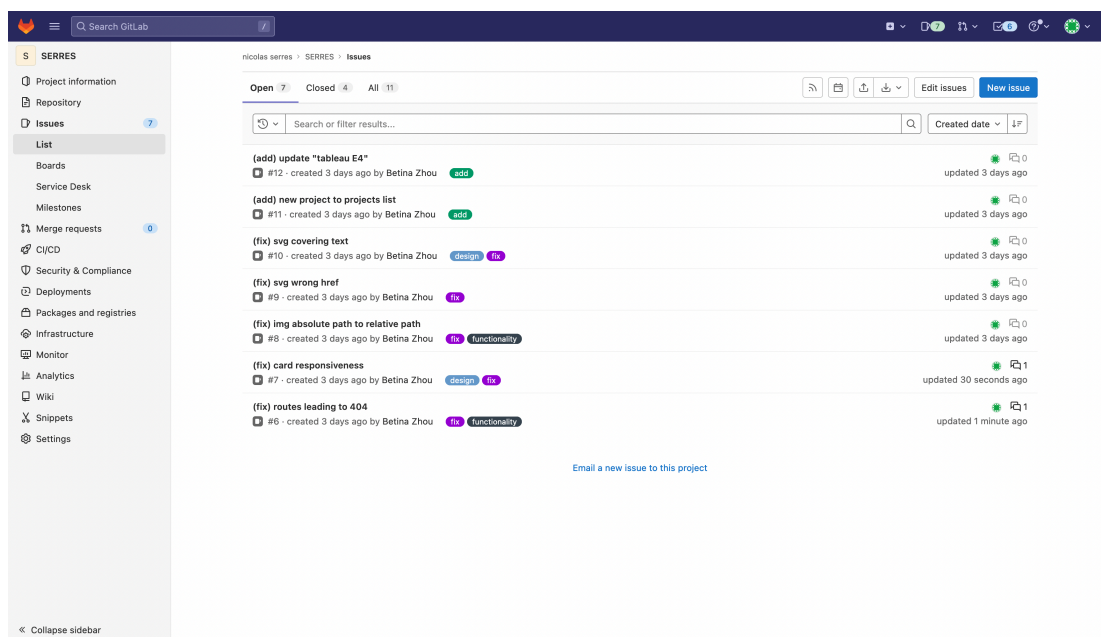 Search GitLab /
7 6
S SERRES
Project information
Repository
Issues 7
List
Boards
Service Desk
Milestones
Merge requests 0
CI/CD
Security & Compliance
Deployments
Packages and registries
Infrastructure
Monitor
Analytics
Wiki
Snippets
Settings
Collapse sidebar
nicolas serres › SERRES › Issues
Open 7 Closed 4 All 11
Edit issues New issue
Search or filter results...
Created date
(add) update "tableau E4" 0
#12 · created 3 days ago by Betina Zhou add updated 3 days ago
(add) new project to projects list 0
#11 · created 3 days ago by Betina Zhou add updated 3 days ago
(fix) svg covering text 0
#10 · created 3 days ago by Betina Zhou design fix updated 3 days ago
(fix) svg wrong href 0
#9 · created 3 days ago by Betina Zhou fix updated 3 days ago
(fix) img absolute path to relative path 0
#8 · created 3 days ago by Betina Zhou fix functionality updated 3 days ago
(fix) card responsiveness 1
#7 · created 3 days ago by Betina Zhou design fix updated 30 seconds ago
(fix) routes leading to 404 1
#6 · created 3 days ago by Betina Zhou fix functionality updated 1 minute ago
Email a new issue to this project